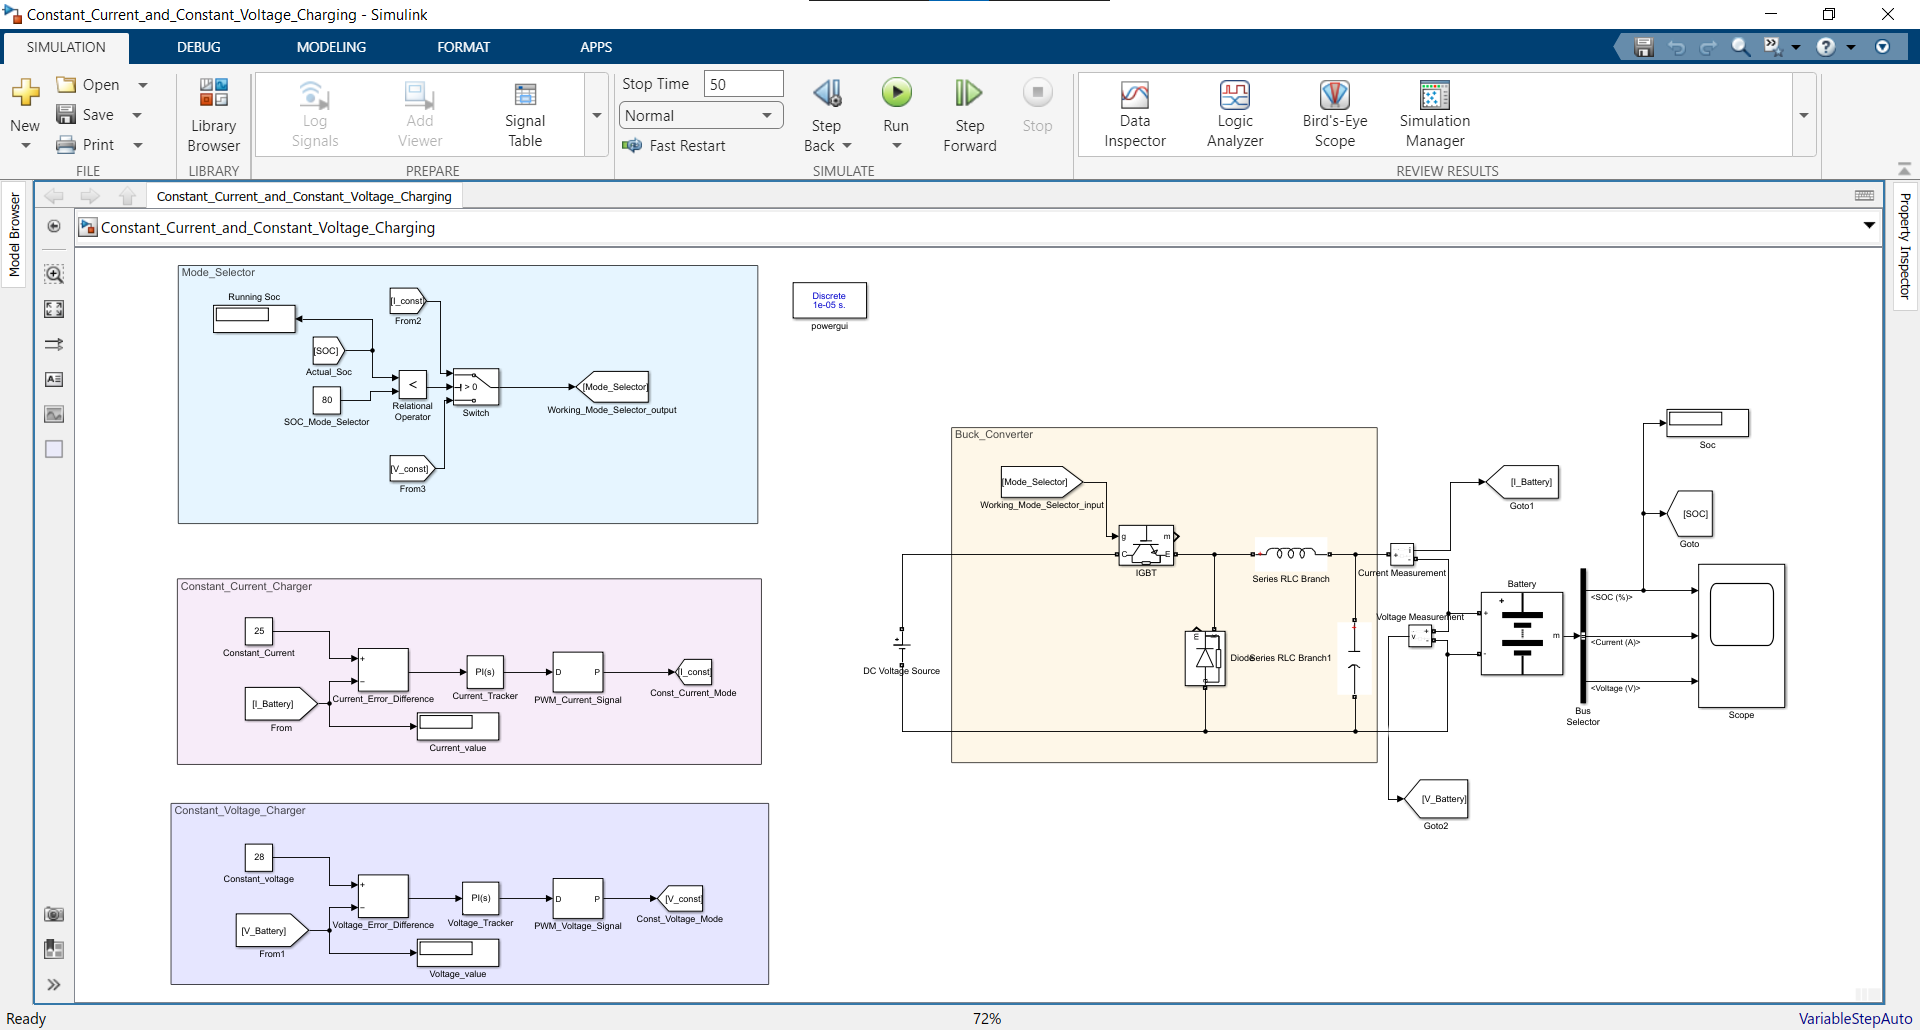 Constant_Current_and_Constant_Voltage_Charging - Simulink
SIMULATION
DEBUG
MODELING
FORMAT
APPS
New
Open
Save
Print
FILE
Library
Browser
LIBRARY
Log
Signals
Add
Viewer
Signal
Table
PREPARE
Stop Time
50
Normal
Fast Restart
Step
Back
Run
Step
Forward
Stop
SIMULATE
Data
Inspector
Logic
Analyzer
Bird's-Eye
Scope
Simulation
Manager
REVIEW RESULTS
Model Browser
Property Inspector
Constant_Current_and_Constant_Voltage_Charging
Constant_Current_and_Constant_Voltage_Charging
Mode_Selector
Running Soc
[I_const]
From2
[SOC]
Actual_Soc
80
SOC_Mode_Selector
<
Relational
Operator
> 0
Switch
[Mode_Selector]
Working_Mode_Selector_output
[V_const]
From3
Discrete
1e-05 s.
powergui
Constant_Current_Charger
25
Constant_Current
[I_Battery]
From
+
−
Current_Error_Difference
PI(s)
Current_Tracker
D
P
PWM_Current_Signal
[I_const]
Const_Current_Mode
Current_value
Constant_Voltage_Charger
28
Constant_voltage
[V_Battery]
From1
+
−
Voltage_Error_Difference
PI(s)
Voltage_Tracker
D
P
PWM_Voltage_Signal
[V_const]
Const_Voltage_Mode
Voltage_value
Buck_Converter
[Mode_Selector]
Working_Mode_Selector_input
g
m
C
E
IGBT
Series RLC Branch
DC Voltage Source
m
Diode
Series RLC Branch1
[I_Battery]
Goto1
+
i
-
Current Measurement
Voltage Measurement
+
v
-
[V_Battery]
Goto2
Battery
+
m
-
Bus
Selector
<SOC (%)>
<Current (A)>
<Voltage (V)>
Soc
[SOC]
Goto
Scope
Ready
72%
VariableStepAuto